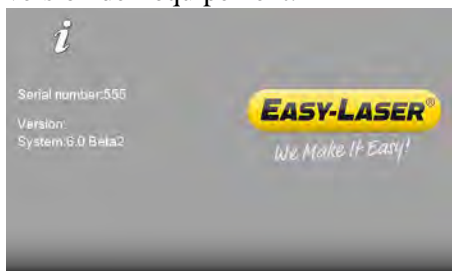 i
Serial number:555
Version:
System:6.0 Beta2
EASY-LASER®
We Make It Easy!